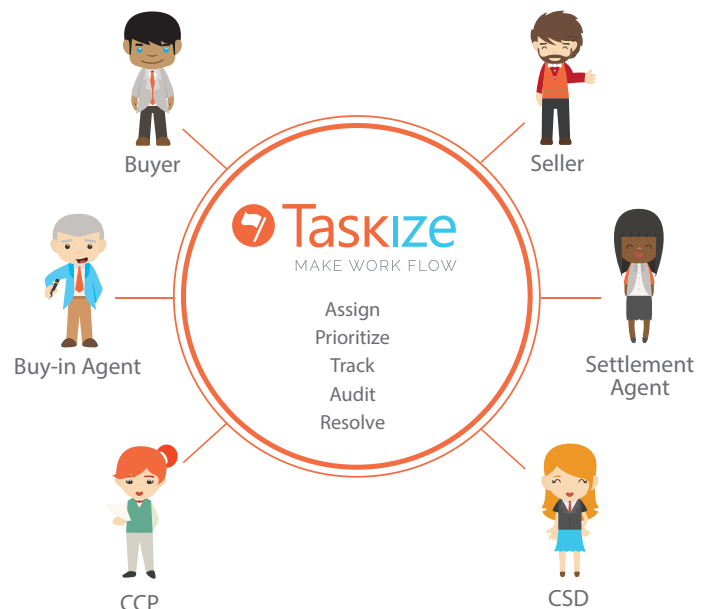 Buyer
Seller
Taskize
MAKE WORK FLOW
Assign
Prioritize
Track
Audit
Resolve
Buy-in Agent
Settlement
Agent
CCP
CSD